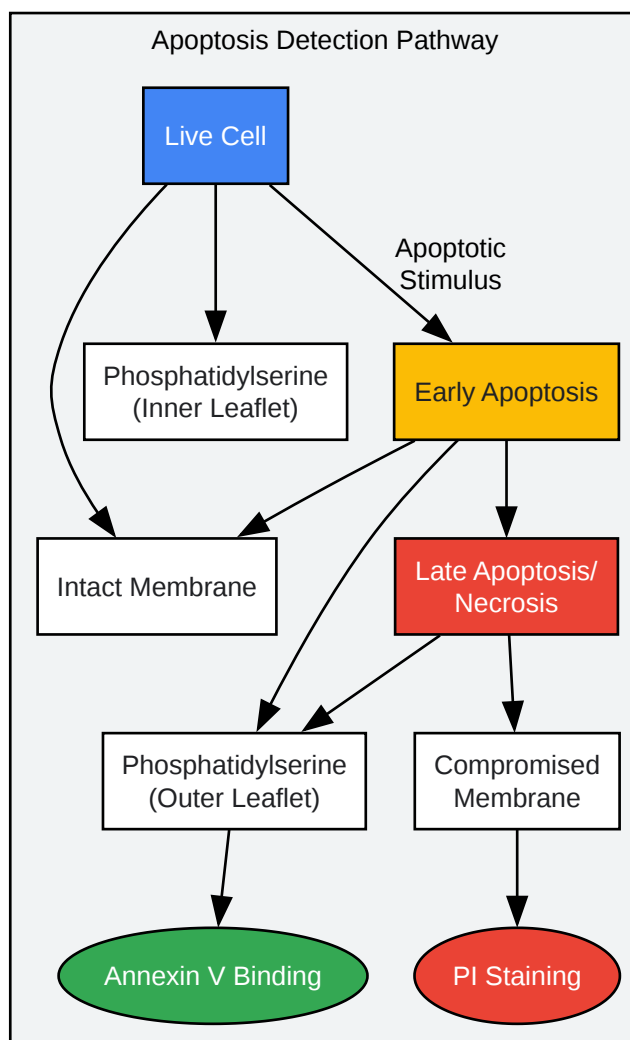 Apoptosis Detection Pathway
Live Cell
Apoptotic
Stimulus
Phosphatidylserine
(Inner Leaflet)
Early Apoptosis
Intact Membrane
Late Apoptosis/
Necrosis
Phosphatidylserine
(Outer Leaflet)
Compromised
Membrane
Annexin V Binding
PI Staining